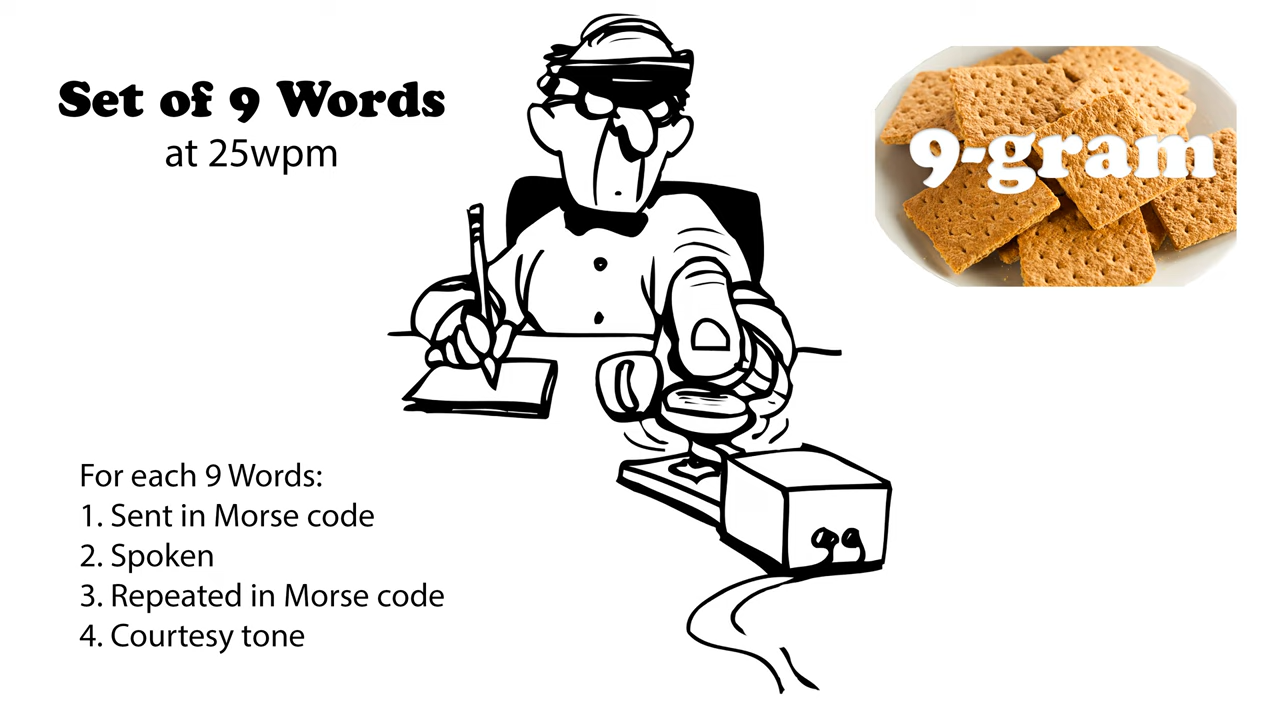 Set of 9 Words
at 25wpm
9-gram
For each 9 Words:
1. Sent in Morse code
2. Spoken
3. Repeated in Morse code
4. Courtesy tone